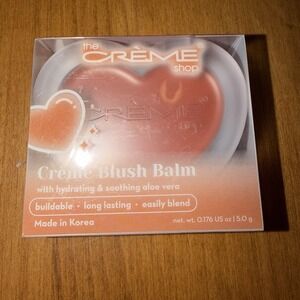 the
CRÈME
shop
CRÈME
Crème Blush Balm
with hydrating & soothing aloe vera
buildable • long lasting • easily blend
Made in Korea
net. wt. 0.176 US oz | 5.0 g